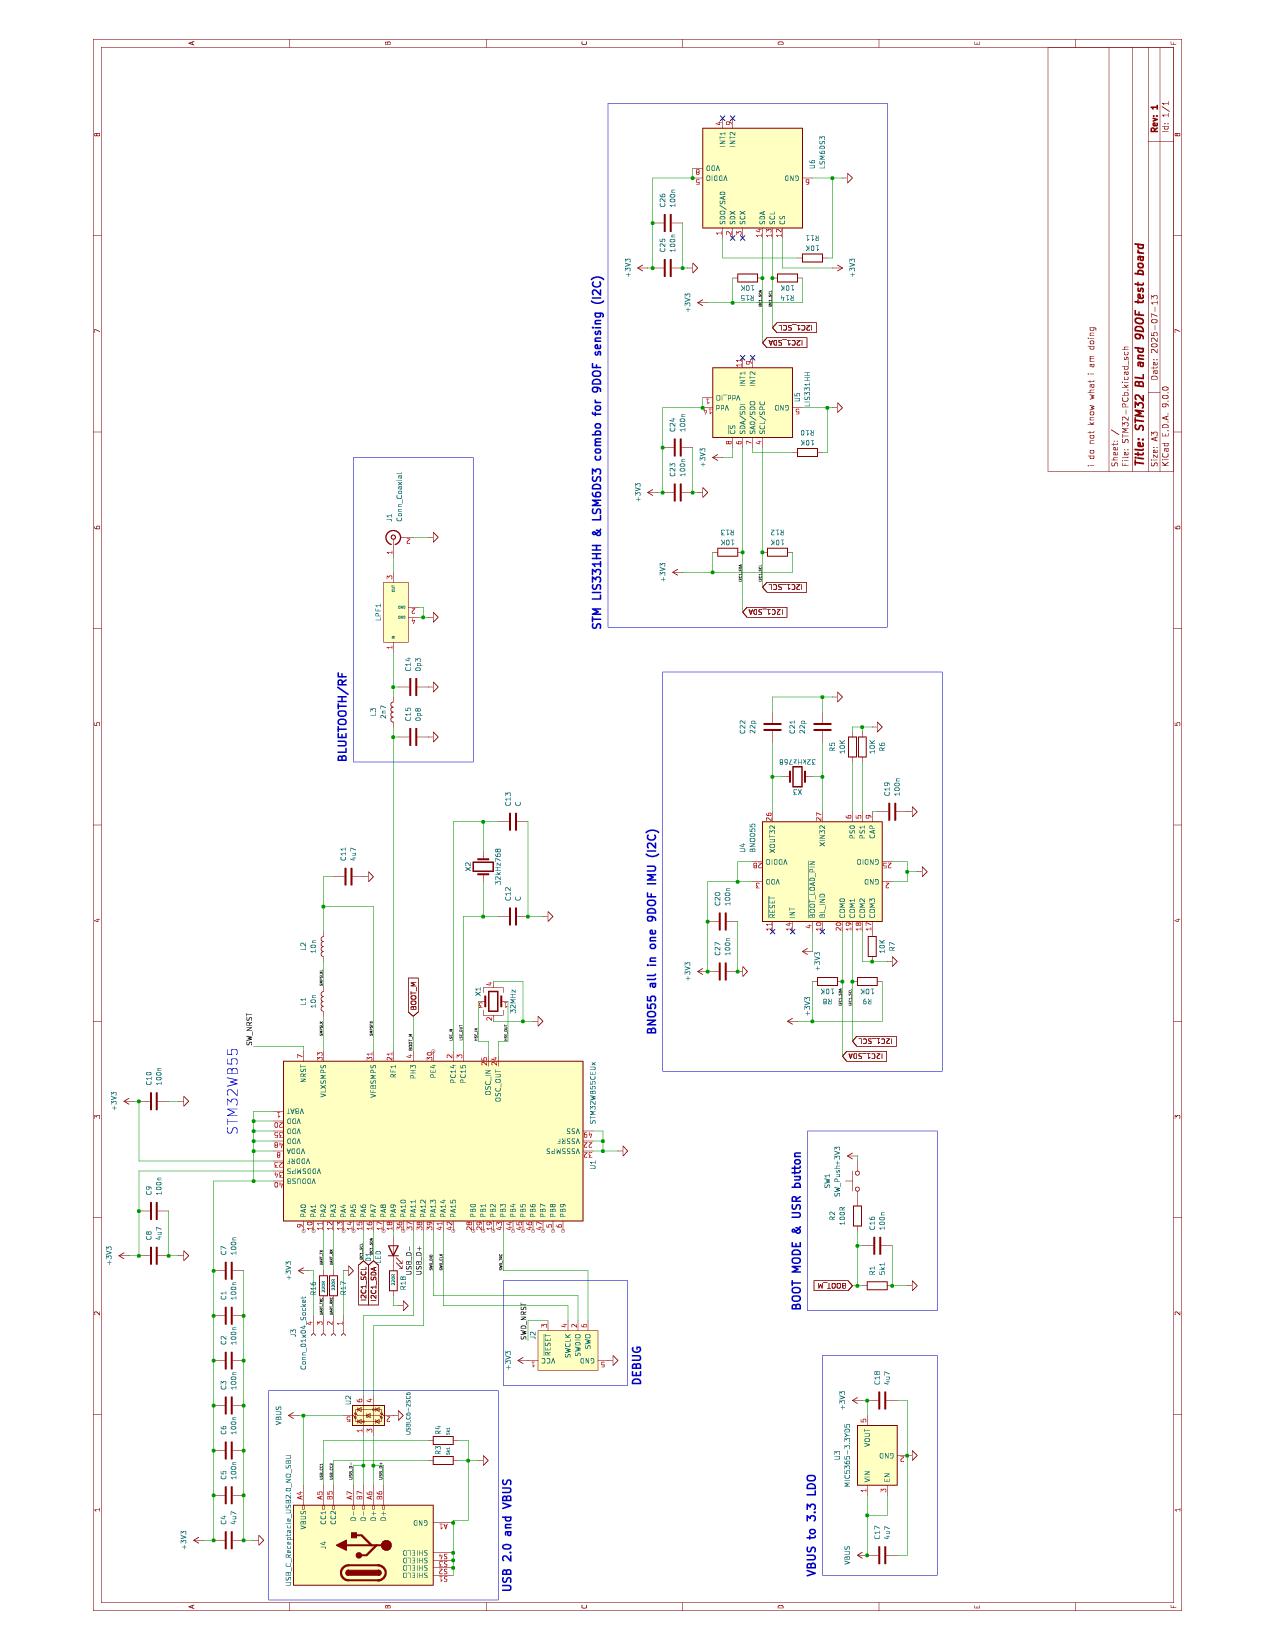 STM32WB55
SW_NRST
+3V3
C10
100n
+3V3
C9
100n
C8
4u7
C7
100n
C1
100n
C2
100n
C3
100n
C6
100n
C5
100n
C4
4u7
+3V3
U1
STM32WB55CEUx
NRST
VLXSMPS
VFBSMPS
RF1
PH3
PE4
PC14
PC15
OSC_IN
OSC_OUT
VBAT
VDD
VDD
VDD
VDDA
VDDRF
VDDSMPS
VDDUSB
VSS
VSSRF
VSSSMPS
PA0
PA1
PA2
PA3
PA4
PA5
PA6
PA7
PA8
PA9
PA10
PA11
PA12
PA13
PA14
PA15
PB0
PB1
PB2
PB3
PB4
PB5
PB6
PB7
PB8
PB9
L1
10n
L2
10n
C11
4u7
BOOT_M
X1
32MHz
X2
32kHz768
C12
C
C13
C
J3
Conn_01x04_Socket
+3V3
R16
R17
I2C1_SCL
I2C1_SDA
LED
R18
USB_D-
USB_D+
BLUETOOTH/RF
L3
2n7
C15
0p8
C14
0p3
LPF1
J1
Conn_Coaxial
USB 2.0 and VBUS
USB_C_Receptacle_USB2.0_NO_SBU
J4
VBUS
CC1
CC2
D-
D-
D+
D+
GND
SHIELD
SHIELD
SHIELD
SHIELD
VBUS
U2
USBLC6-2SC6
R3
5k1
R4
5k1
DEBUG
SWD_NRST
+3V3
J2
VCC
RESET
SWCLK
SWDIO
SWO
GND
VBUS to 3.3 LDO
VBUS
C17
4u7
U3
MIC5365-3.3YD5
VIN
EN
VOUT
GND
+3V3
C18
4u7
BOOT MODE & USR button
BOOT_M
R1
5k1
C16
100n
R2
100R
SW1
SW_Push
+3V3
BNO55 all in one 9DOF IMU (I2C)
U4
BNO055
RESET
INT
BOOT_LOAD_PIN
BL_IND
COM0
COM1
COM2
COM3
VDD
VDDIO
GND
GNDIO
XOUT32
XIN32
PS0
PS1
CAP
+3V3
C27
100n
C20
100n
+3V3
+3V3
R8
10K
R9
10K
R7
10K
I2C1_SCL
I2C1_SDA
C22
22p
C21
22p
X3
32kHz768
R5
10K
R6
10K
C19
100n
STM LIS331HH & LSM6DS3 combo for 9DOF sensing (I2C)
+3V3
R13
10K
R12
10K
I2C1_SCL
I2C1_SDA
+3V3
C23
100n
C24
100n
+3V3
U5
LIS331HH
CS
SDA/SDI
SAD/SDO
SCL/SPC
Vdd
Vdd_IO
INT1
INT2
GND
R10
10K
+3V3
C25
100n
C26
100n
+3V3
R15
10K
R14
10K
I2C1_SCL
I2C1_SDA
U6
LSM6DS3
SDO/SAO
SDX
SCX
SDA
SCL
CS
VDDIO
VDD
INT1
INT2
GND
R11
10K
+3V3
i do not know what i am doing
Sheet: /
File: STM32-PCb.kicad_sch
Title: STM32 BL and 9DOF test board
Size: A3
Date: 2025-07-13
Rev: 1
KiCad E.D.A. 9.0.0
Id: 1/1